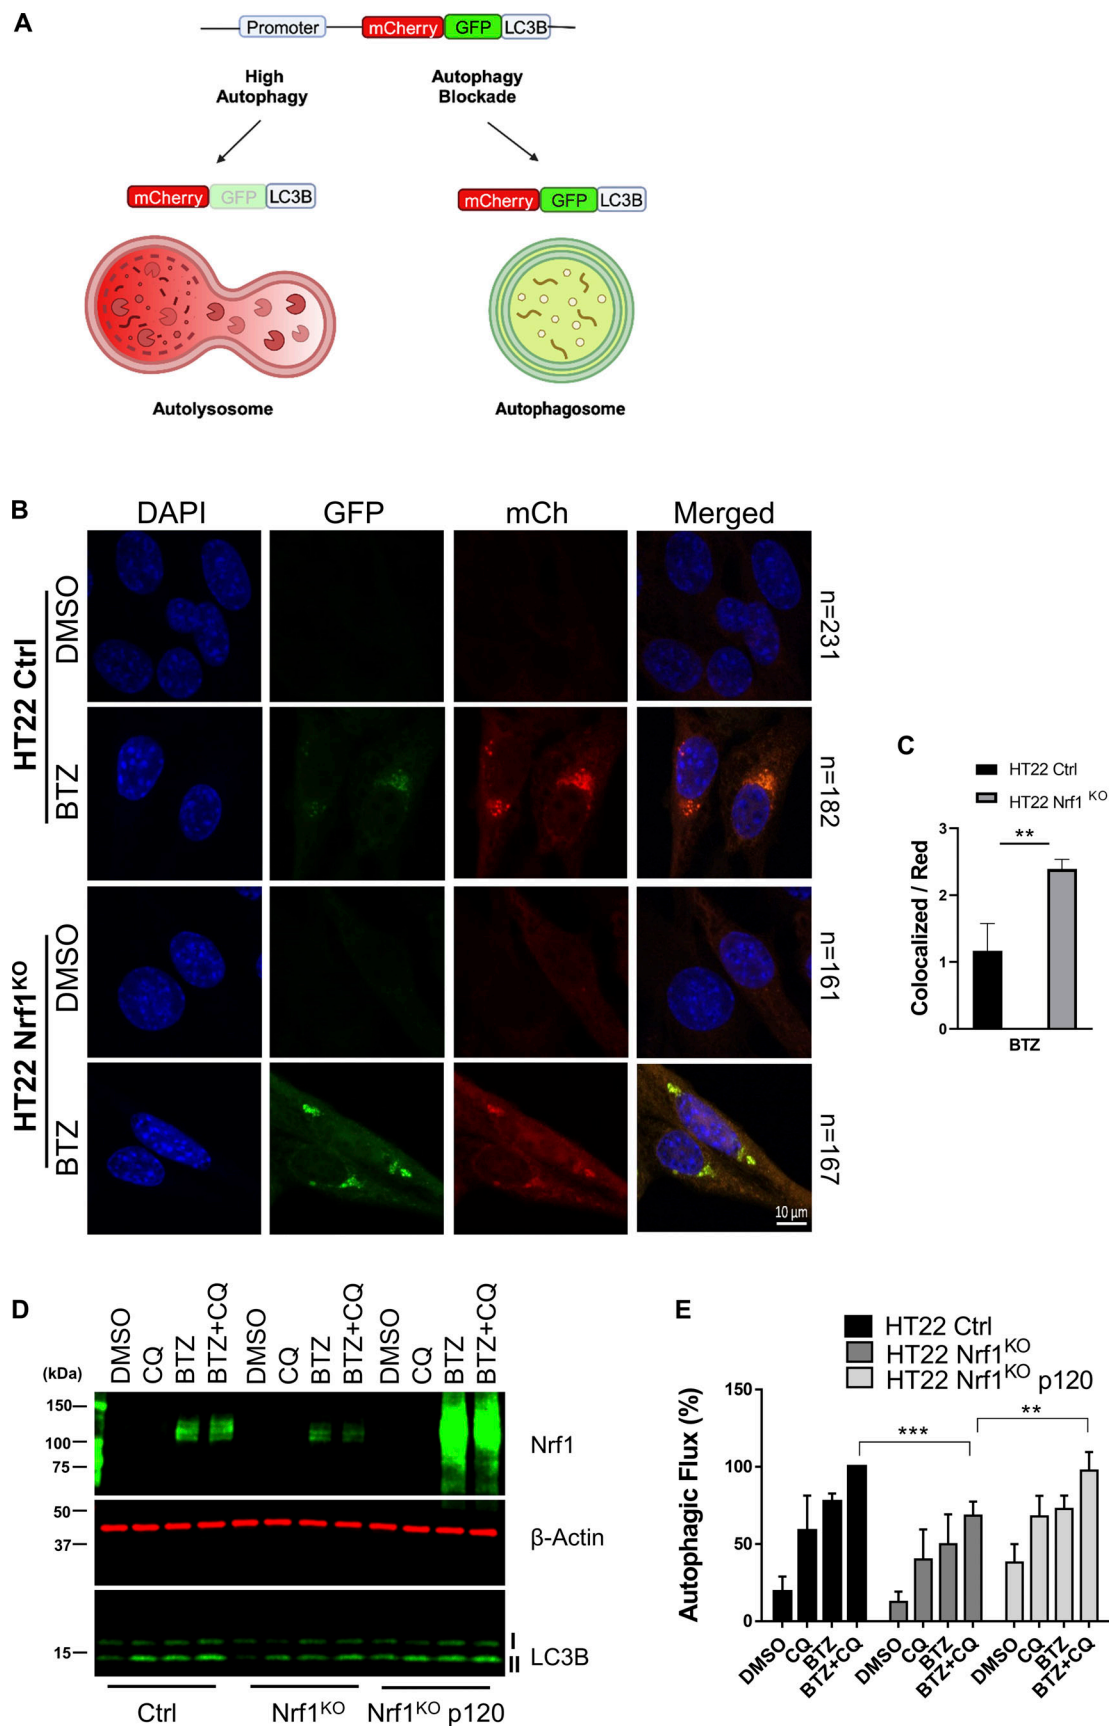 A
Promoter mCherry GFP LC3B
High
Autophagy
Autophagy
Blockade
mCherry GFP LC3B
mCherry GFP LC3B
Autolysosome
Autophagosome
B
DAPI GFP mCh Merged
HT22 Ctrl
DMSO
n=231
BTZ
n=182
HT22 Nrf1KO
DMSO
n=161
BTZ
n=167
10 µm
C
HT22 Ctrl
HT22 Nrf1 KO
**
Colocalized / Red
3
2
1
0
BTZ
D
DMSO CQ BTZ BTZ+CQ DMSO CQ BTZ BTZ+CQ DMSO CQ BTZ BTZ+CQ
(kDa)
150
100
75
Nrf1
50
37
β-Actin
15
I
II
LC3B
Ctrl Nrf1KO Nrf1KO p120
E
HT22 Ctrl
HT22 Nrf1KO
HT22 Nrf1KO p120
Autophagic Flux (%)
150
100
50
0
***
**
DMSO CQ BTZ BTZ+CQ DMSO CQ BTZ BTZ+CQ DMSO CQ BTZ BTZ+CQ